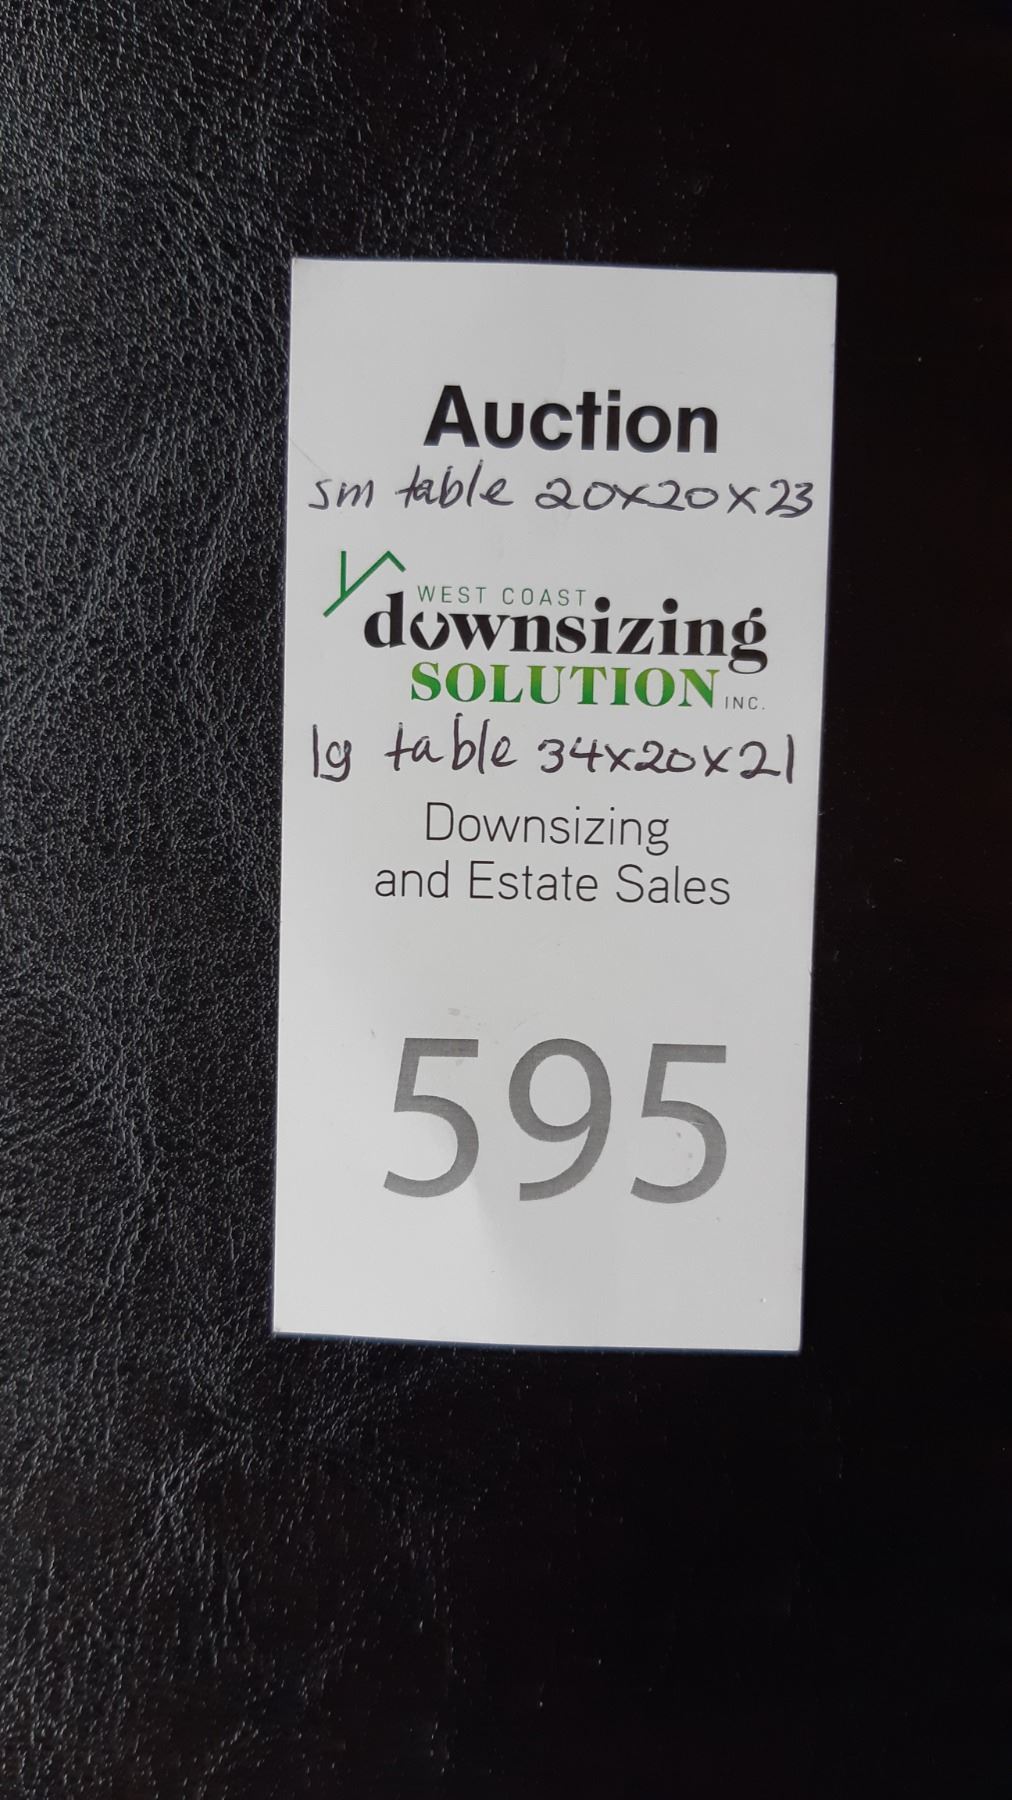 Auction
sm table 20x20x23
WEST COAST
downsizing
SOLUTION INC.
lg table 34x20x21
Downsizing
and Estate Sales
595